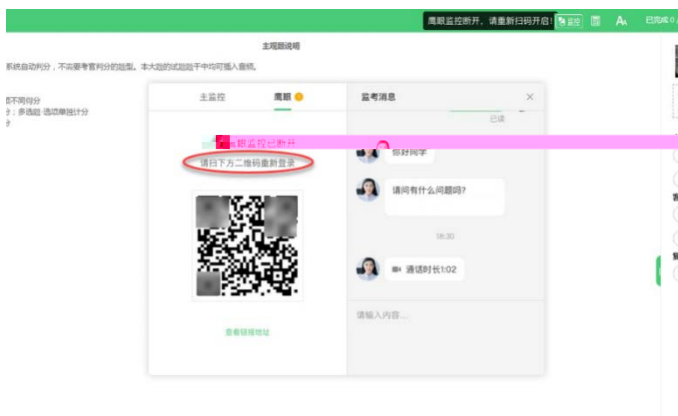 鹰眼监控断开，请重新扫码开启!
监控
已完成0
主观题说明
系统自动判分，不需要考官判分的题型。本大题的试题题干中均可插入音频。
项不同得分
分；多选题-选项单独计分
分
主监控
鹰眼
监考消息
已读
眼监控已断开
请扫下方二维码重新登录
你好同学
请问有什么问题吗?
18:30
通话时长1:02
查看链接地址
请输入内容...